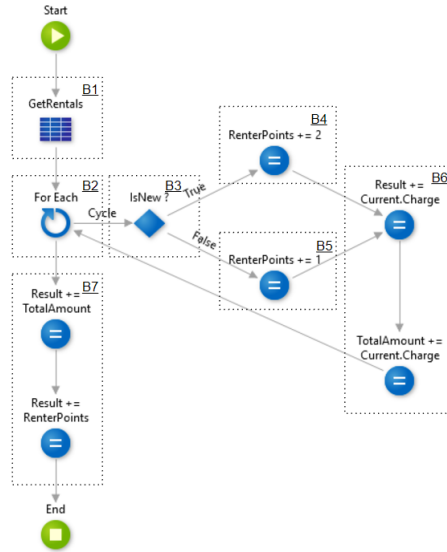 Start
B1
GetRentals
B2
For Each
Cycle
B3
IsNew ?
True
False
B4
RenterPoints += 2
B5
RenterPoints += 1
B6
Result +=
Current.Charge
TotalAmount +=
Current.Charge
B7
Result +=
TotalAmount
Result +=
RenterPoints
End